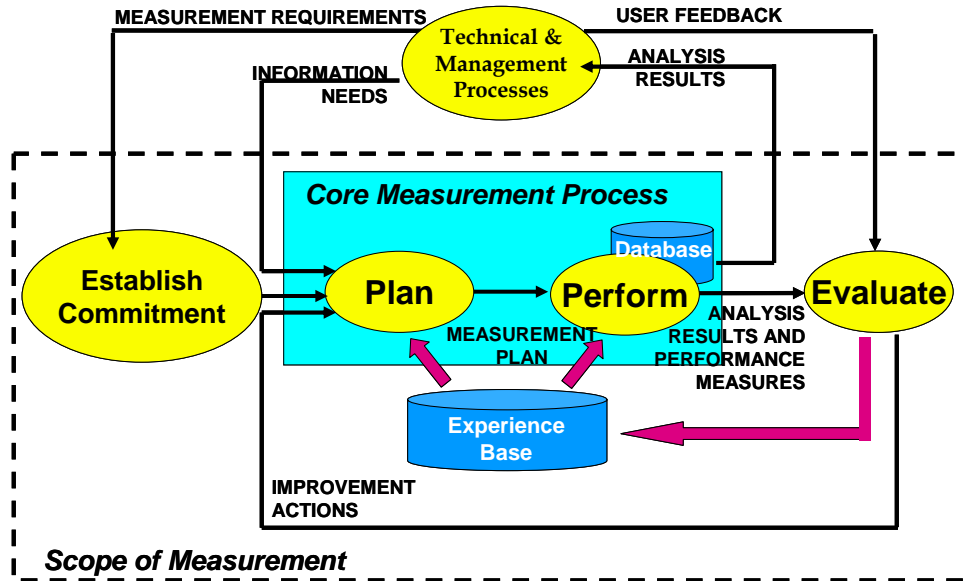 MEASUREMENT REQUIREMENTS
USER FEEDBACK
Technical &
Management
Processes
INFORMATION
NEEDS
ANALYSIS
RESULTS
Core Measurement Process
Database
Establish
Commitment
Plan
Perform
Evaluate
MEASUREMENT
PLAN
ANALYSIS
RESULTS AND
PERFORMANCE
MEASURES
Experience
Base
IMPROVEMENT
ACTIONS
Scope of Measurement